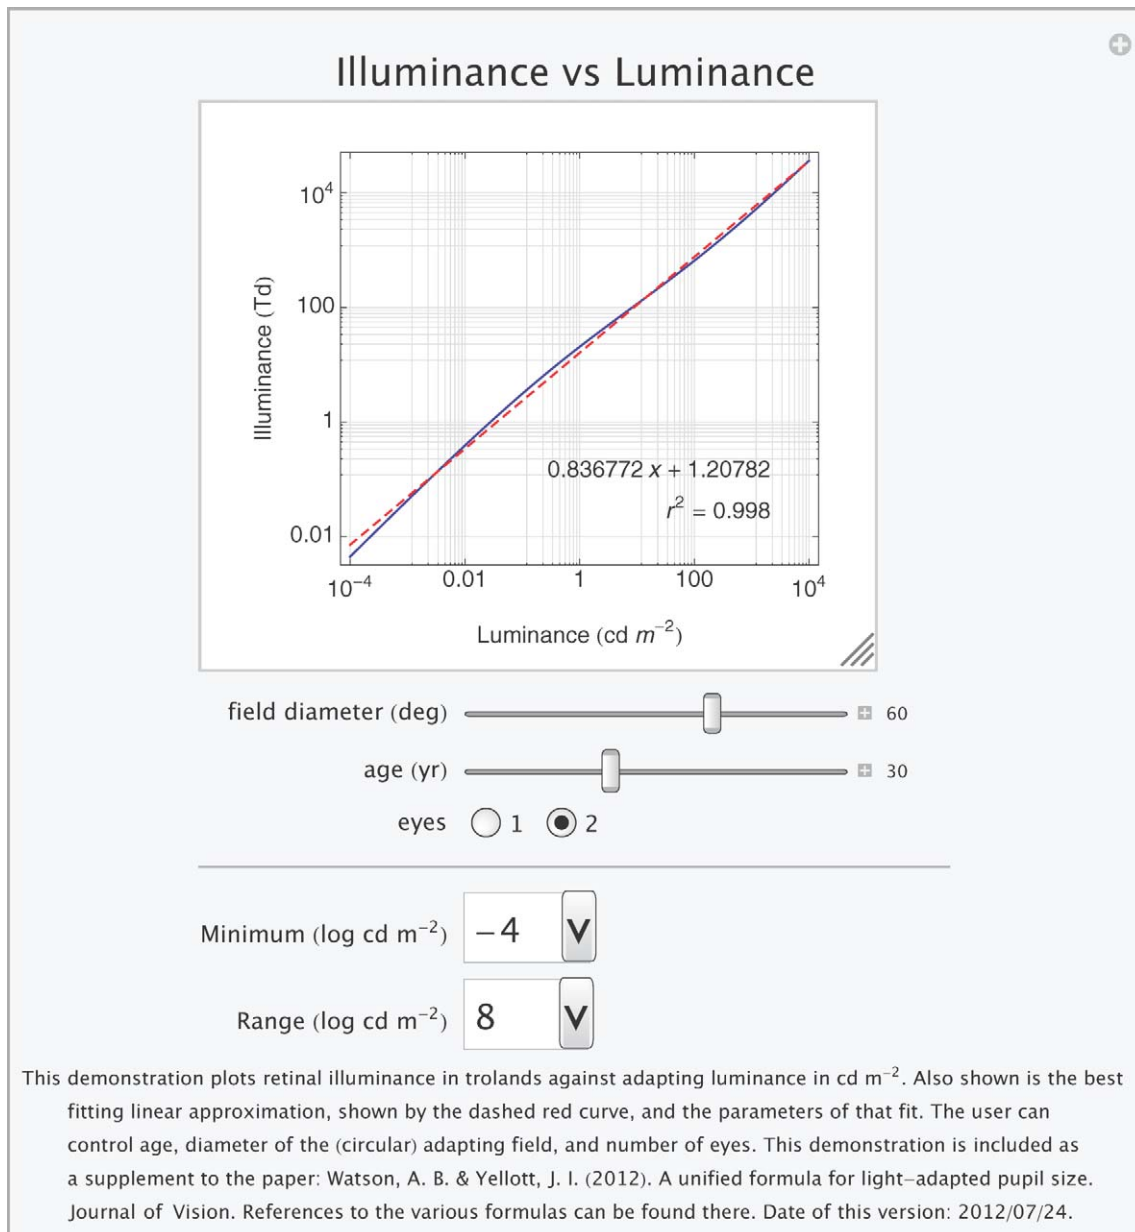 Illuminance vs Luminance
Illuminance (Td)
10⁴
100
1
0.01
0.836772 x + 1.20782
r² = 0.998
10⁻⁴ 0.01 1 100 10⁴
Luminance (cd m⁻²)
field diameter (deg) 60
age (yr) 30
eyes 1 2
Minimum (log cd m⁻²) −4
Range (log cd m⁻²) 8
This demonstration plots retinal illuminance in trolands against adapting luminance in cd m⁻². Also shown is the best
fitting linear approximation, shown by the dashed red curve, and the parameters of that fit. The user can
control age, diameter of the (circular) adapting field, and number of eyes. This demonstration is included as
a supplement to the paper: Watson, A. B. & Yellott, J. I. (2012). A unified formula for light−adapted pupil size.
Journal of Vision. References to the various formulas can be found there. Date of this version: 2012/07/24.